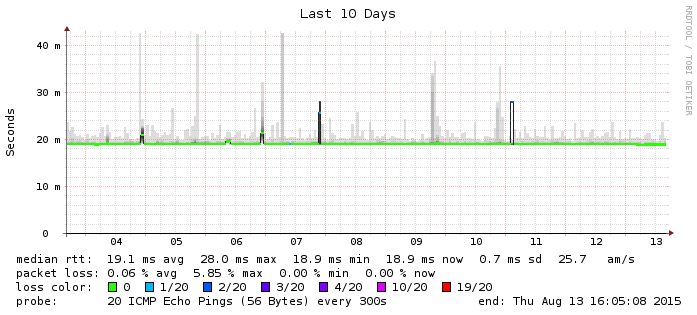 Last 10 Days
RRDTOOL / TOBI OETIKER
Seconds
40 m
30 m
20 m
10 m
0
04 05 06 07 08 09 10 11 12 13
median rtt: 19.1 ms avg 28.0 ms max 18.9 ms min 18.9 ms now 0.7 ms sd 25.7 am/s
packet loss: 0.06 % avg 5.85 % max 0.00 % min 0.00 % now
loss color: 0 1/20 2/20 3/20 4/20 10/20 19/20
probe: 20 ICMP Echo Pings (56 Bytes) every 300s end: Thu Aug 13 16:05:08 2015